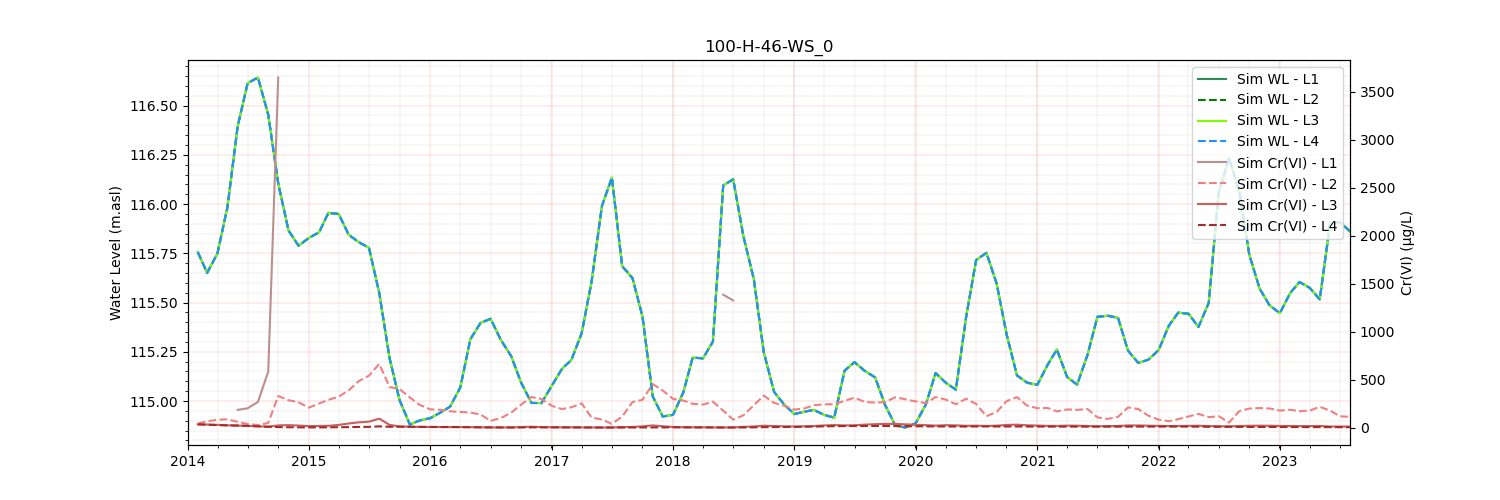 100-H-46-WS_0
Water Level (m.asl)
116.50
116.25
116.00
115.75
115.50
115.25
115.00
2014
2015
2016
2017
2018
2019
2020
2021
2022
2023
3500
3000
2500
2000
1500
1000
500
0
Cr(VI) (µg/L)
Sim WL - L1
Sim WL - L2
Sim WL - L3
Sim WL - L4
Sim Cr(VI) - L1
Sim Cr(VI) - L2
Sim Cr(VI) - L3
Sim Cr(VI) - L4